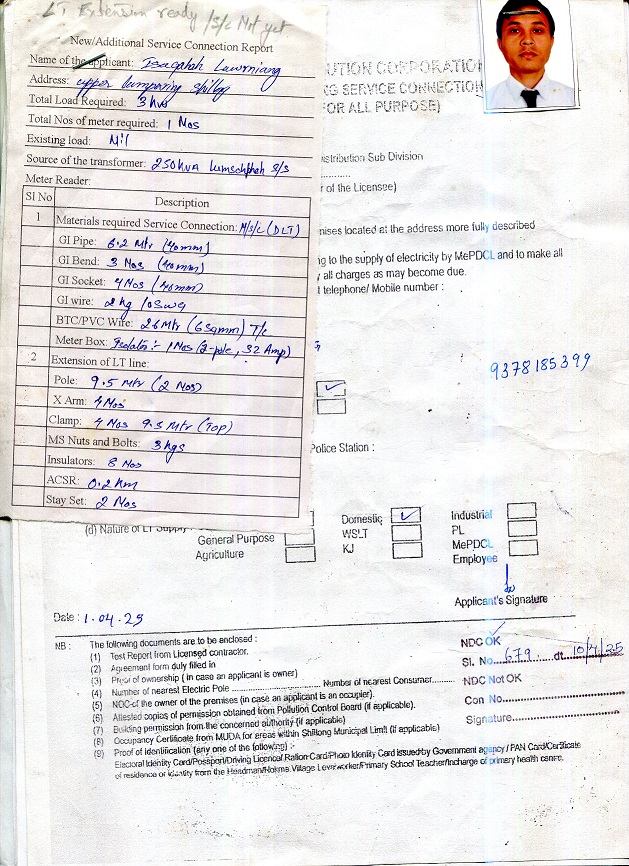 LT Extension ready / S/C Not yet
New/Additional Service Connection Report
Name of the applicant:
Address: upper lumparing shillong
Total Load Required: 3 kw
Total Nos of meter required: 1 Nos
Existing load: Nil
Source of the transformer: 250 KVA S/S
Meter Reader:
Sl No Description
1 Materials required Service Connection: M/S/C (DLT)
GI Pipe: 6.2 Mtr (40mm)
GI Bend: 3 Nos (40mm)
GI Socket: 4 Nos (40mm)
GI wire: 2 kg 10 SWG
BTC/PVC Wire: 26 Mtr (6 Sqmm) T/C
Meter Box: Isolator :- 1 Nos (2-pole, 32 Amp)
2 Extension of LT line:
Pole: 9.5 Mtr (2 Nos)
X Arm: 4 Nos
Clamp: 4 Nos 9.5 Mtr (Top)
MS Nuts and Bolts: 3 kgs
Insulators: 8 Nos
ACSR: 0.2 km
Stay Set: 2 Nos
UTION CORPORATIO
NG SERVICE CONNECTION
FOR ALL PURPOSE)
istribution Sub Division
r of the Licensee)
nises located at the address more fully described
ng to the supply of electricity by MePDCL and to make all
y all charges as may become due.
t telephone/ Mobile number :
9378185399
Police Station :
(d) Nature of LT Supply
General Purpose
Agriculture
Domestic
WSLT
KJ
Industrial
PL
MePDCL
Employee
Applicant's Signature
Date : 1.04.25
NB : The following documents are to be enclosed :
(1) Test Report from Licensed contractor.
(2) Agreement form duly filled in
(3) Proof of ownership ( in case an applicant is owner)
(4) Number of nearest Electric Pole .................... Number of nearest Consumer...........
(5) NOC of the owner of the premises (in case an applicant is an occupier).
(6) Attested copies of permission obtained from Pollution Control Board (if applicable).
(7) Building permission from the concerned authority (if applicable)
(8) Occupancy Certificate from MUDA for areas within Shillong Municipal Limit (if applicable)
(9) Proof of Identification (any one of the following) :-
Electoral Identity Card/Passport/Driving Licence/ Ration Card/Photo Identity Card issued by Government agency / PAN Card/Certificate
of residence or identity from the Headman/Rokma Village Level worker/Primary School Teacher/Incharge of primary health centre.
NDC OK
Sl. No. 679 dt. 10/4/25
NDC Not OK
Con No.
Signature